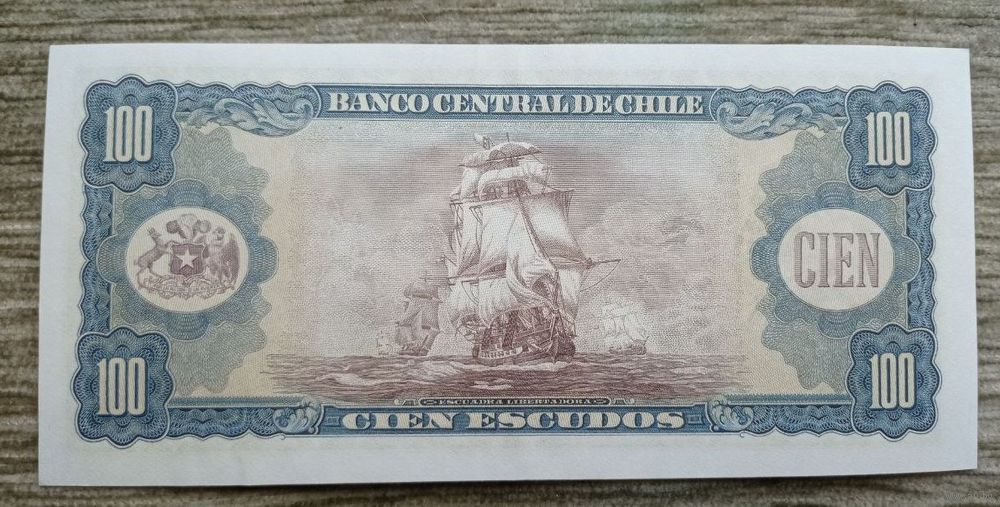 BANCO CENTRAL DE CHILE
100
100
CIEN
ESCUADRA LIBERTADORA
100
100
CIEN ESCUDOS